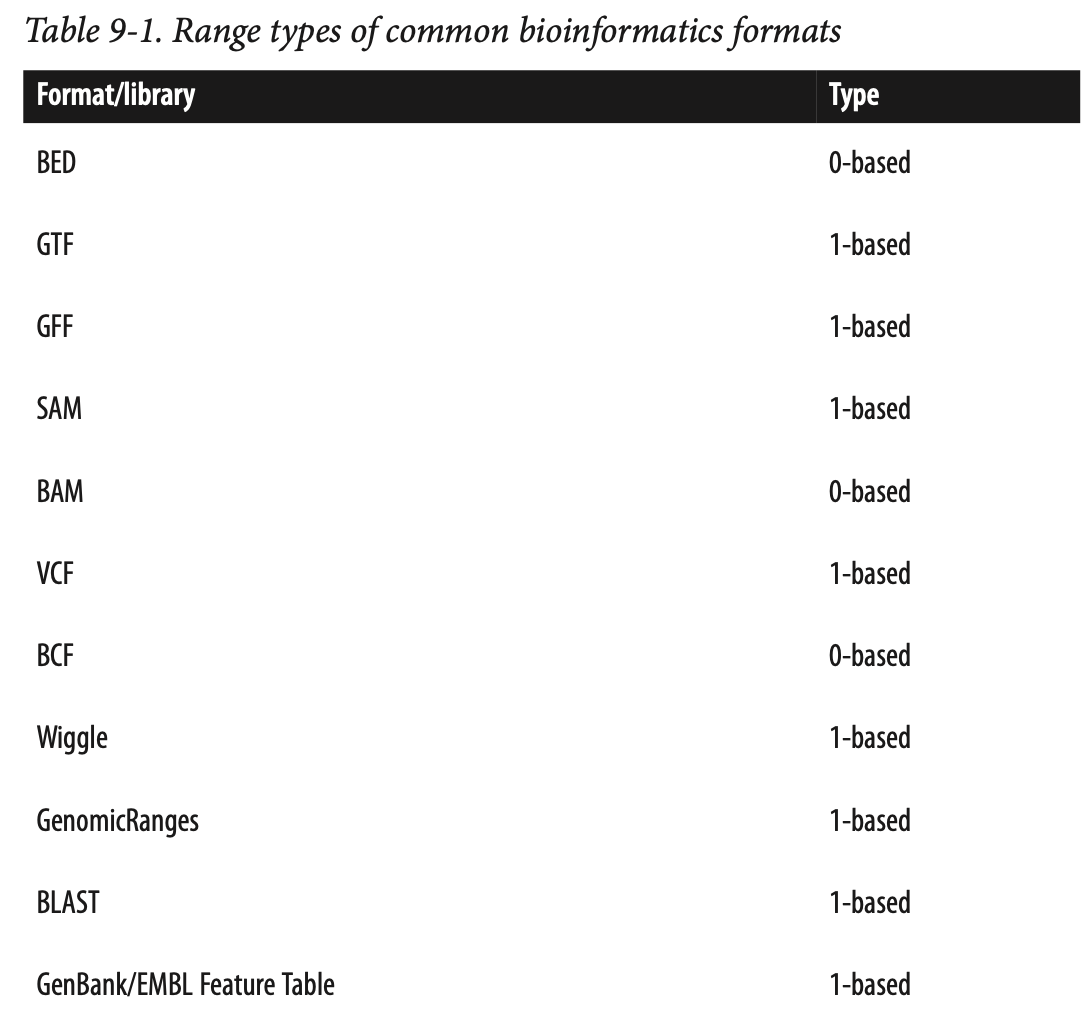 Table 9-1. Range types of common bioinformatics formats
Format/library Type
BED 0-based
GTF 1-based
GFF 1-based
SAM 1-based
BAM 0-based
VCF 1-based
BCF 0-based
Wiggle 1-based
GenomicRanges 1-based
BLAST 1-based
GenBank/EMBL Feature Table 1-based